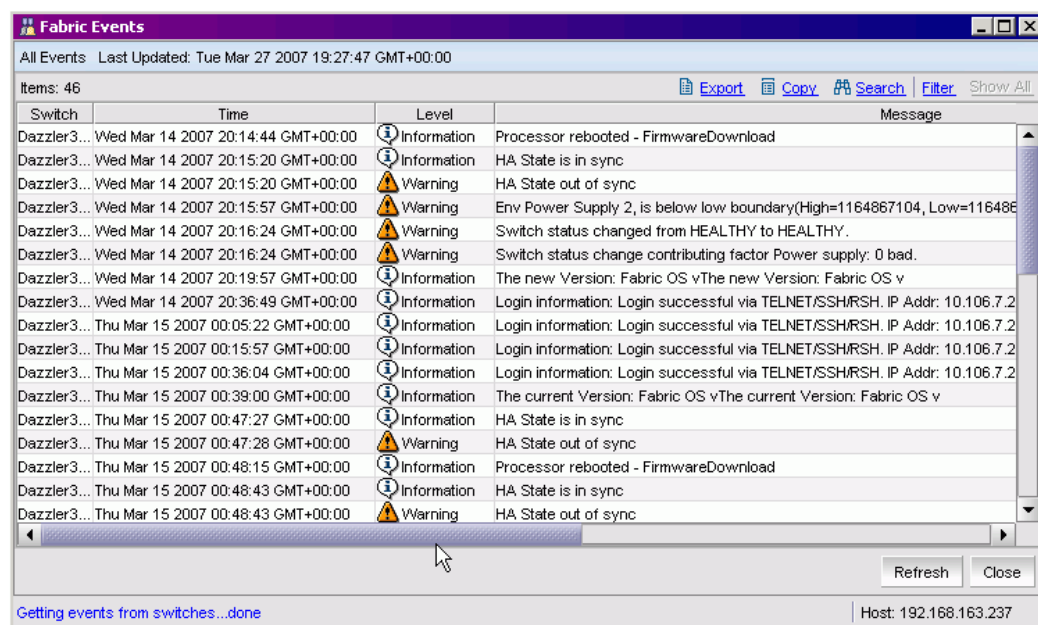 Fabric Events
All Events Last Updated: Tue Mar 27 2007 19:27:47 GMT+00:00
Items: 46 Export Copy Search Filter Show All
Switch Time Level Message
Dazzler3... Wed Mar 14 2007 20:14:44 GMT+00:00 Information Processor rebooted - FirmwareDownload
Dazzler3... Wed Mar 14 2007 20:15:20 GMT+00:00 Information HA State is in sync
Dazzler3... Wed Mar 14 2007 20:15:20 GMT+00:00 Warning HA State out of sync
Dazzler3... Wed Mar 14 2007 20:15:57 GMT+00:00 Warning Env Power Supply 2, is below low boundary(High=1164867104, Low=116486
Dazzler3... Wed Mar 14 2007 20:16:24 GMT+00:00 Warning Switch status changed from HEALTHY to HEALTHY.
Dazzler3... Wed Mar 14 2007 20:16:24 GMT+00:00 Warning Switch status change contributing factor Power supply: 0 bad.
Dazzler3... Wed Mar 14 2007 20:19:57 GMT+00:00 Information The new Version: Fabric OS vThe new Version: Fabric OS v
Dazzler3... Wed Mar 14 2007 20:36:49 GMT+00:00 Information Login information: Login successful via TELNET/SSH/RSH. IP Addr: 10.106.7.2
Dazzler3... Thu Mar 15 2007 00:05:22 GMT+00:00 Information Login information: Login successful via TELNET/SSH/RSH. IP Addr: 10.106.7.2
Dazzler3... Thu Mar 15 2007 00:15:57 GMT+00:00 Information Login information: Login successful via TELNET/SSH/RSH. IP Addr: 10.106.7.2
Dazzler3... Thu Mar 15 2007 00:36:04 GMT+00:00 Information Login information: Login successful via TELNET/SSH/RSH. IP Addr: 10.106.7.2
Dazzler3... Thu Mar 15 2007 00:39:00 GMT+00:00 Information The current Version: Fabric OS vThe current Version: Fabric OS v
Dazzler3... Thu Mar 15 2007 00:47:27 GMT+00:00 Information HA State is in sync
Dazzler3... Thu Mar 15 2007 00:47:28 GMT+00:00 Warning HA State out of sync
Dazzler3... Thu Mar 15 2007 00:48:15 GMT+00:00 Information Processor rebooted - FirmwareDownload
Dazzler3... Thu Mar 15 2007 00:48:43 GMT+00:00 Information HA State is in sync
Dazzler3... Thu Mar 15 2007 00:48:43 GMT+00:00 Warning HA State out of sync
Refresh Close
Getting events from switches...done Host: 192.168.163.237